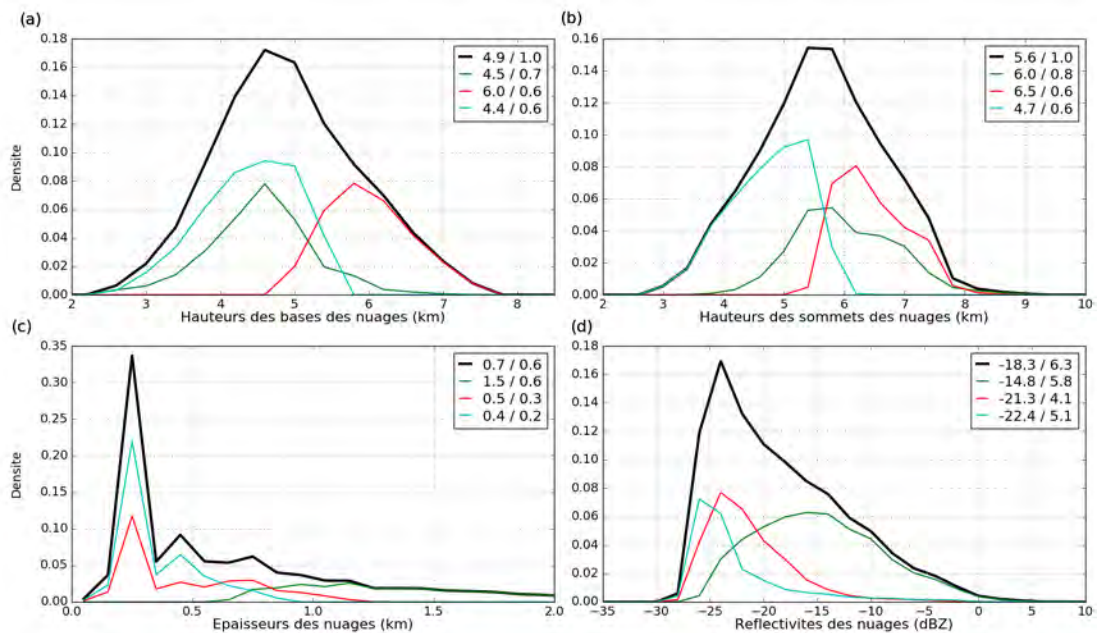 (a)
0.18
0.16
0.14
0.12
0.10
0.08
0.06
0.04
0.02
0.00
Densite
4.9 / 1.0
4.5 / 0.7
6.0 / 0.6
4.4 / 0.6
2 3 4 5 6 7 8
Hauteurs des bases des nuages (km)
(b)
0.16
0.14
0.12
0.10
0.08
0.06
0.04
0.02
0.00
5.6 / 1.0
6.0 / 0.8
6.5 / 0.6
4.7 / 0.6
2 3 4 5 6 7 8 9 10
Hauteurs des sommets des nuages (km)
(c)
0.35
0.30
0.25
0.20
0.15
0.10
0.05
0.00
Densite
0.7 / 0.6
1.5 / 0.6
0.5 / 0.3
0.4 / 0.2
0.0 0.5 1.0 1.5 2.0
Epaisseurs des nuages (km)
(d)
0.18
0.16
0.14
0.12
0.10
0.08
0.06
0.04
0.02
0.00
-18.3 / 6.3
-14.8 / 5.8
-21.3 / 4.1
-22.4 / 5.1
−35 −30 −25 −20 −15 −10 −5 0 5 10
Reflectivites des nuages (dBZ)